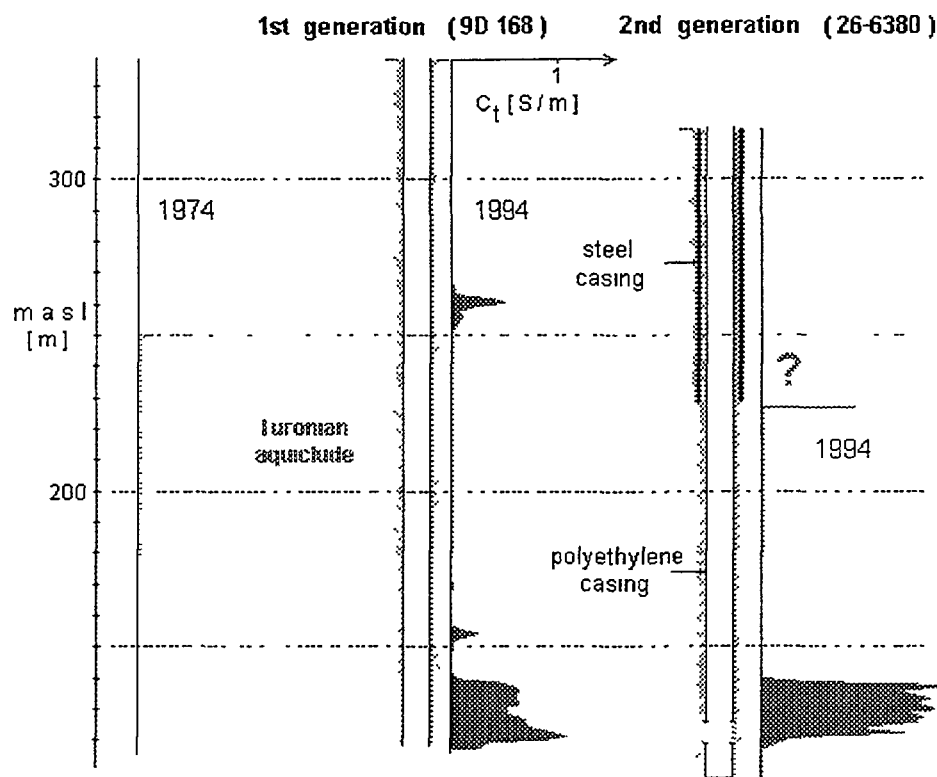 1st generation (9D 168)
2nd generation (26-6380)
1
Ct [S/m]
300
1974
1994
steel
casing
masl
[m]
?
Turonian
aquiclude
1994
200
polyethylene
casing